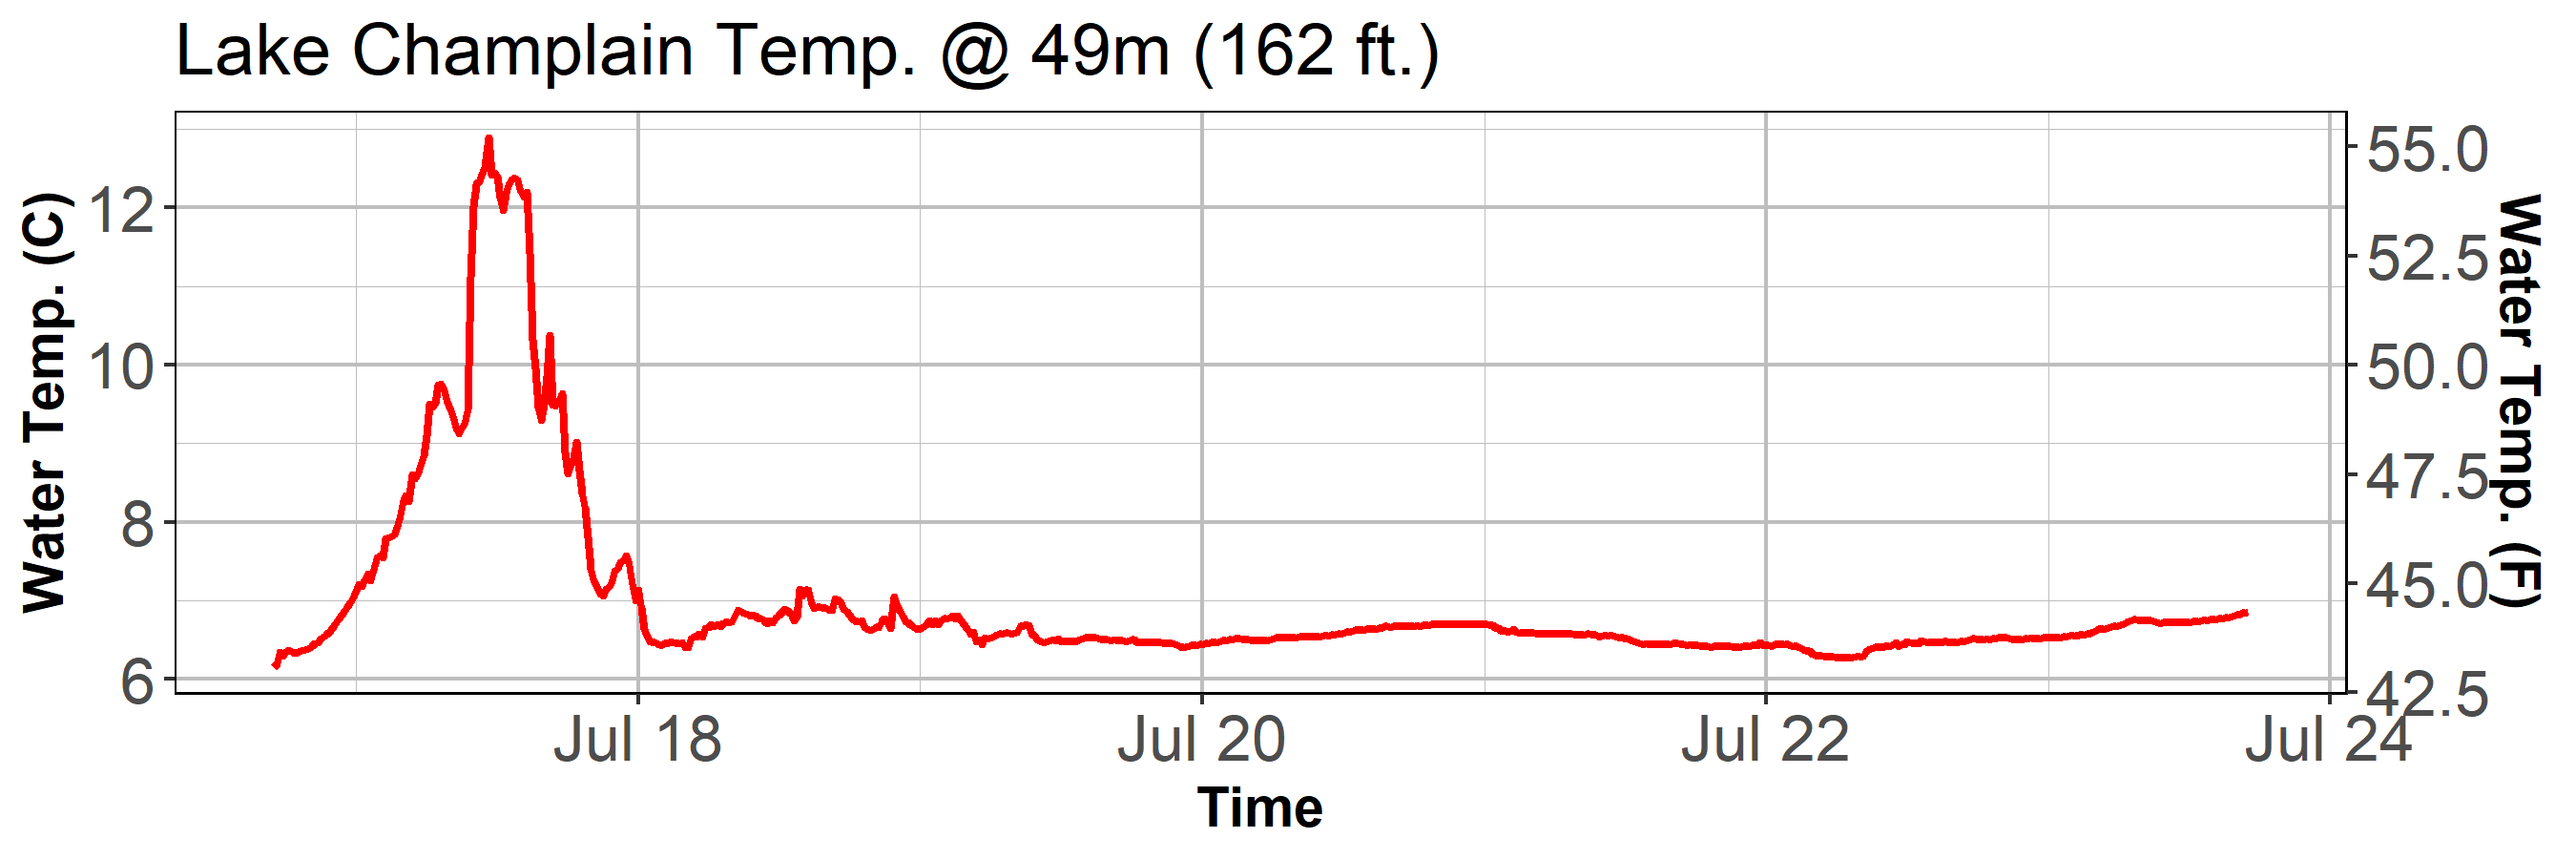 Lake Champlain Temp. @ 49m (162 ft.)
Water Temp. (C)
12
10
8
6
55.0
52.5
50.0
47.5
45.0
42.5
Water Temp. (F)
Jul 18
Jul 20
Jul 22
Jul 24
Time